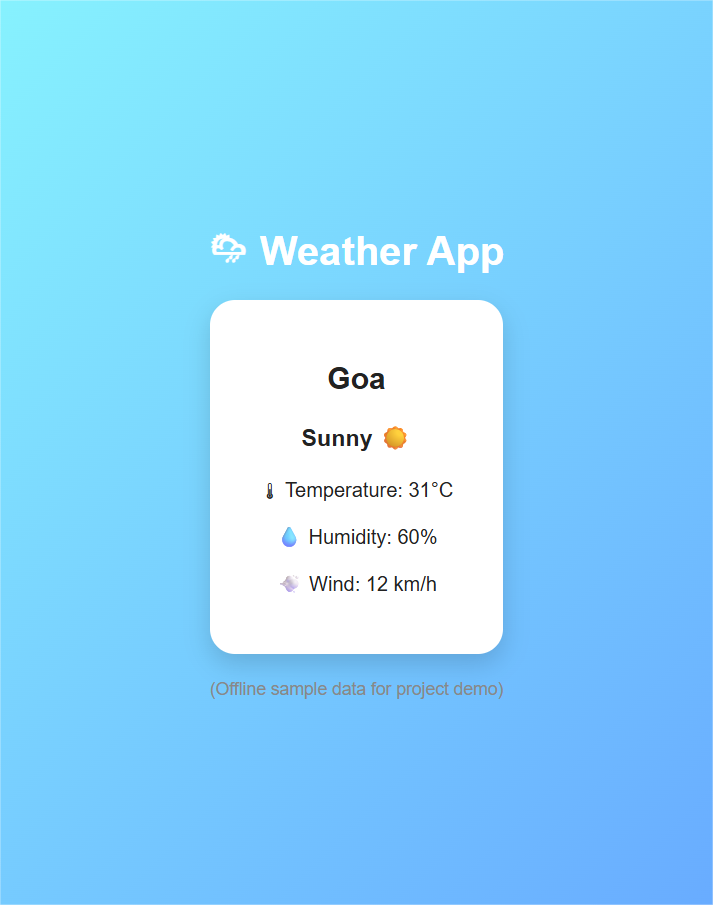 🌦 Weather App
Goa
Sunny ☀️
🌡 Temperature: 31°C
💧 Humidity: 60%
💨 Wind: 12 km/h
(Offline sample data for project demo)